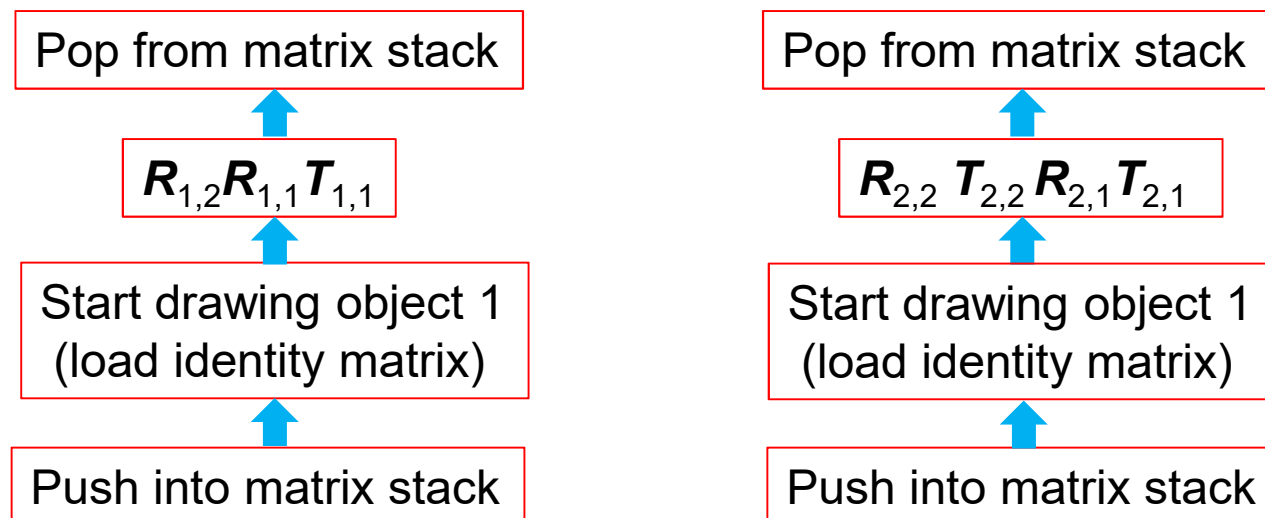 Pop from matrix stack
R1,2R1,1T1,1
Start drawing object 1
(load identity matrix)
Push into matrix stack
Pop from matrix stack
R2,2 T2,2 R2,1T2,1
Start drawing object 1
(load identity matrix)
Push into matrix stack